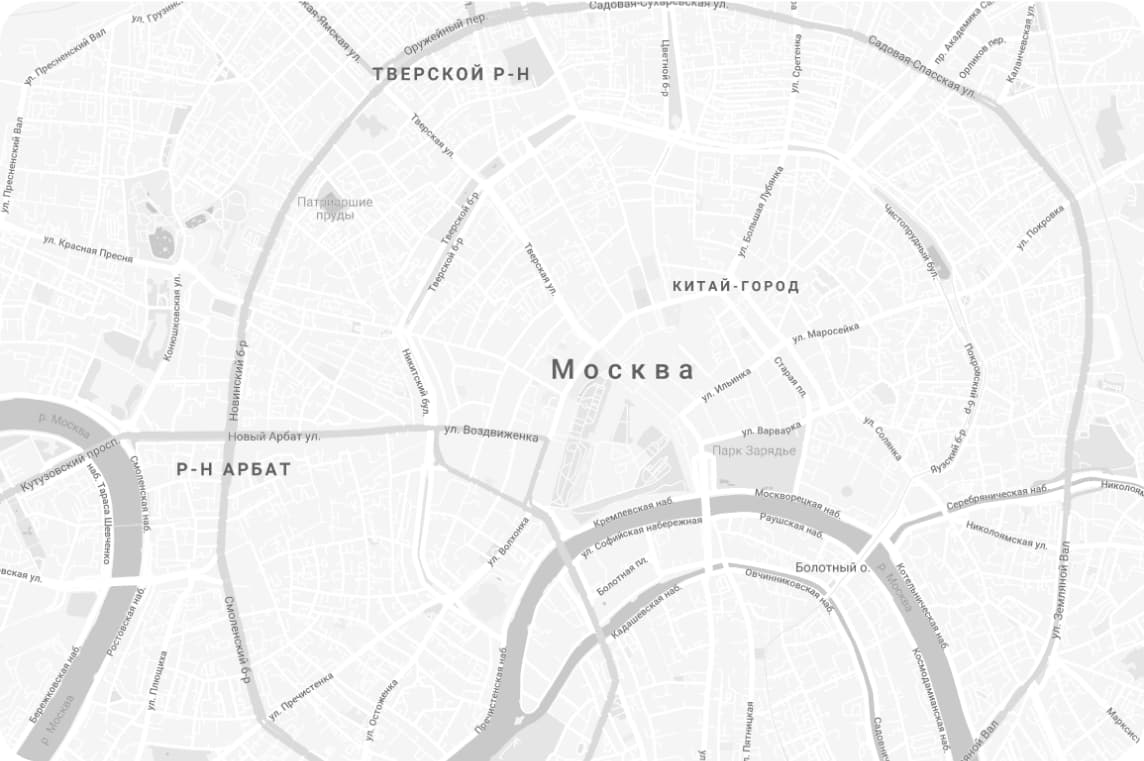 ул. Грузинс
ская-Ямская ул.
Оружейный пер.
Садовая-Сухаревская ул.
ул. Пресненский Вал
ТВЕРСКОЙ Р-Н
Цветной б-р
ул. Сретенка
Садовая-Спасская ул.
пр. Академика Са
Орликов пер.
Каланчевская ул.
ул. Пресненский Вал
Тверская ул.
Патриаршие
пруды
Тверской б-р
Тверской б-р
ул. Большая Лубянка
Чистопрудный бул.
ул. Покровка
ул. Красная Пресня
Тверская ул.
КИТАЙ-ГОРОД
Конюшковская ул.
Новинский б-р
Никитский бул.
Москва
ул. Маросейка
ул. Ильинка
Старая пл.
Покровский б-р
р. Москва
Новый Арбат ул.
ул. Воздвиженка
ул. Варварка
Парк Зарядье
ул. Солянка
Яузский б-р
Кутузовский просп.
Р-Н АРБАТ
наб. Тараса Шевченко
Смоленская наб.
Кремлевская наб.
Москворецкая наб.
Серебряническая наб.
Николоям
ул. Волхонка
ул. Софийская набережная
Раушская наб.
Николоямская ул.
вская ул.
Болотная пл.
Болотный о.
Овчинниковская наб.
р. Москва
Котельническая наб.
ул. Земляной Вал
Ростовская наб.
Смоленский б-р
Кадашевская наб.
Бережковская наб.
р. Москва
ул. Плющиха
ул. Пречистенка
ул. Остоженка
Пречистенская наб.
ул.
ул. Пятницкая
Садовнич
Космодамианская наб.
яной Вал
Марксис